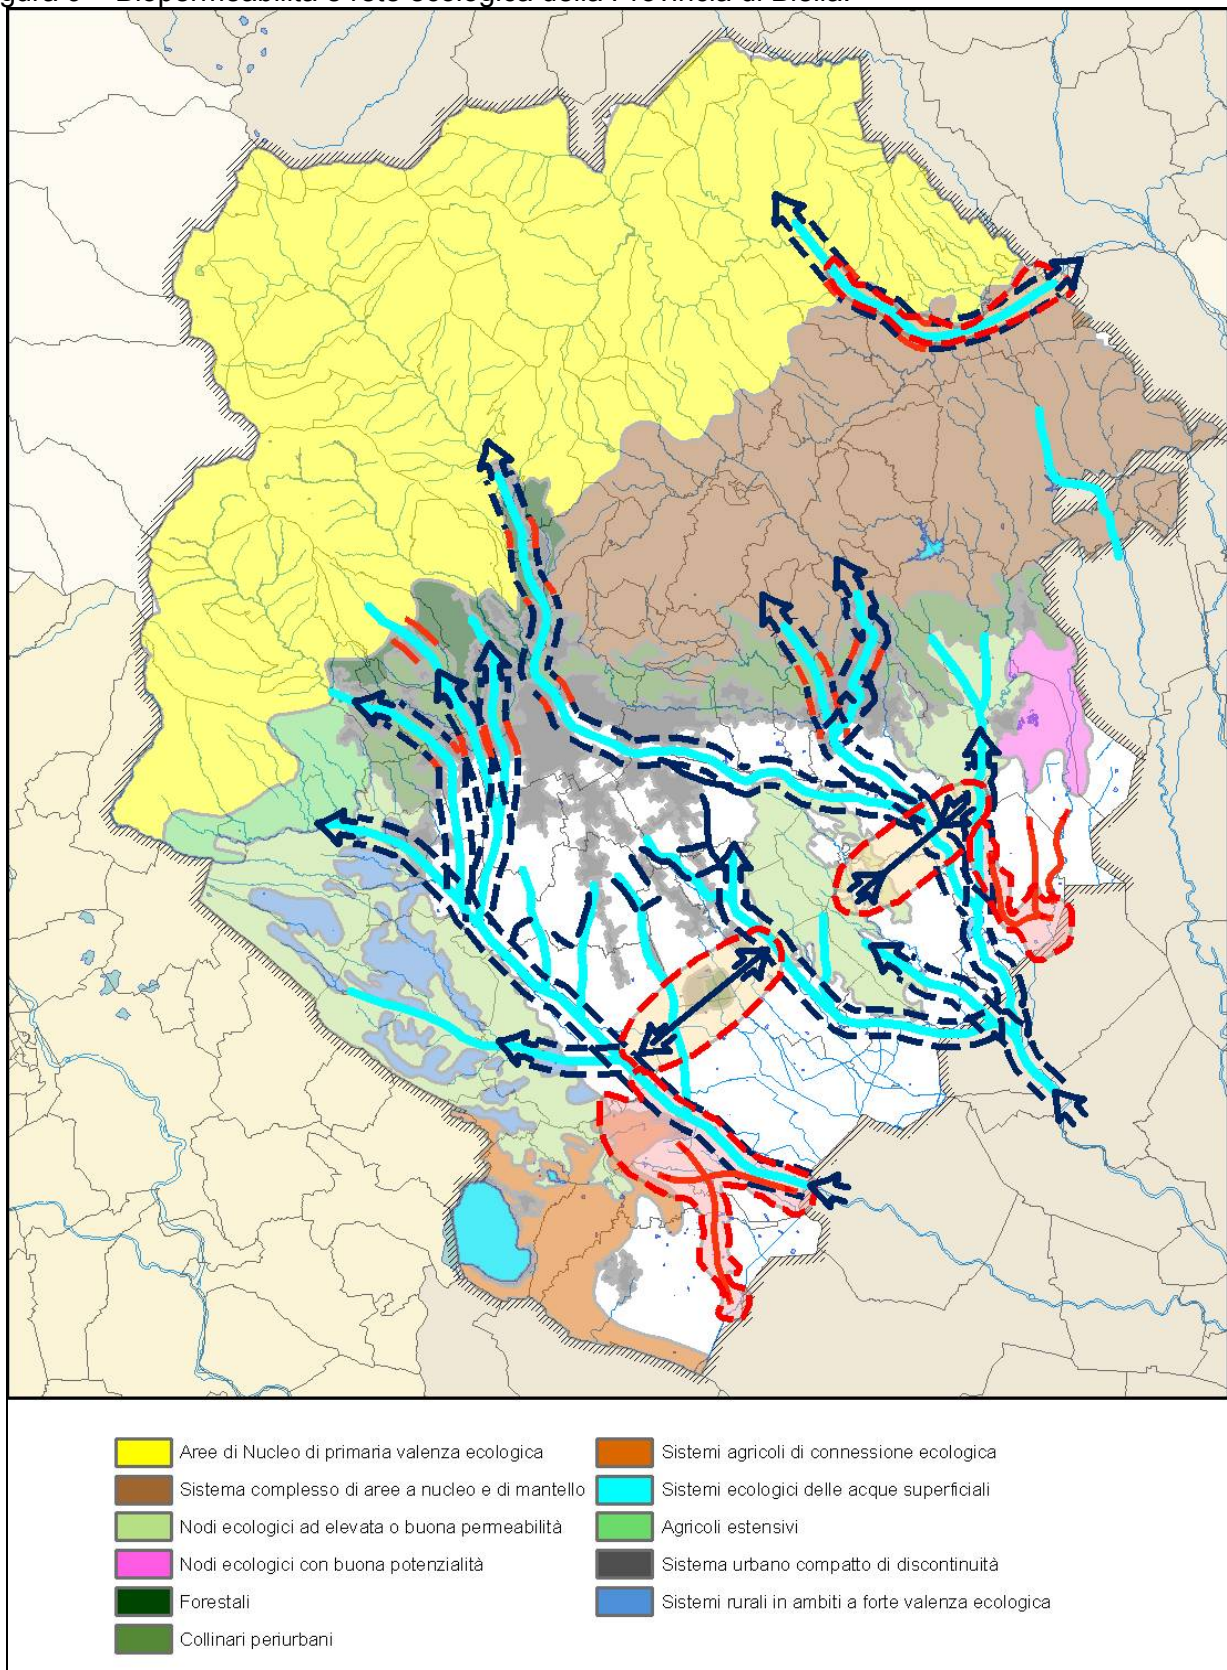 Aree di Nucleo di primaria valenza ecologica
Sistema complesso di aree a nucleo e di mantello
Nodi ecologici ad elevata o buona permeabilità
Nodi ecologici con buona potenzialità
Forestali
Collinari periurbani
Sistemi agricoli di connessione ecologica
Sistemi ecologici delle acque superficiali
Agricoli estensivi
Sistema urbano compatto di discontinuità
Sistemi rurali in ambiti a forte valenza ecologica